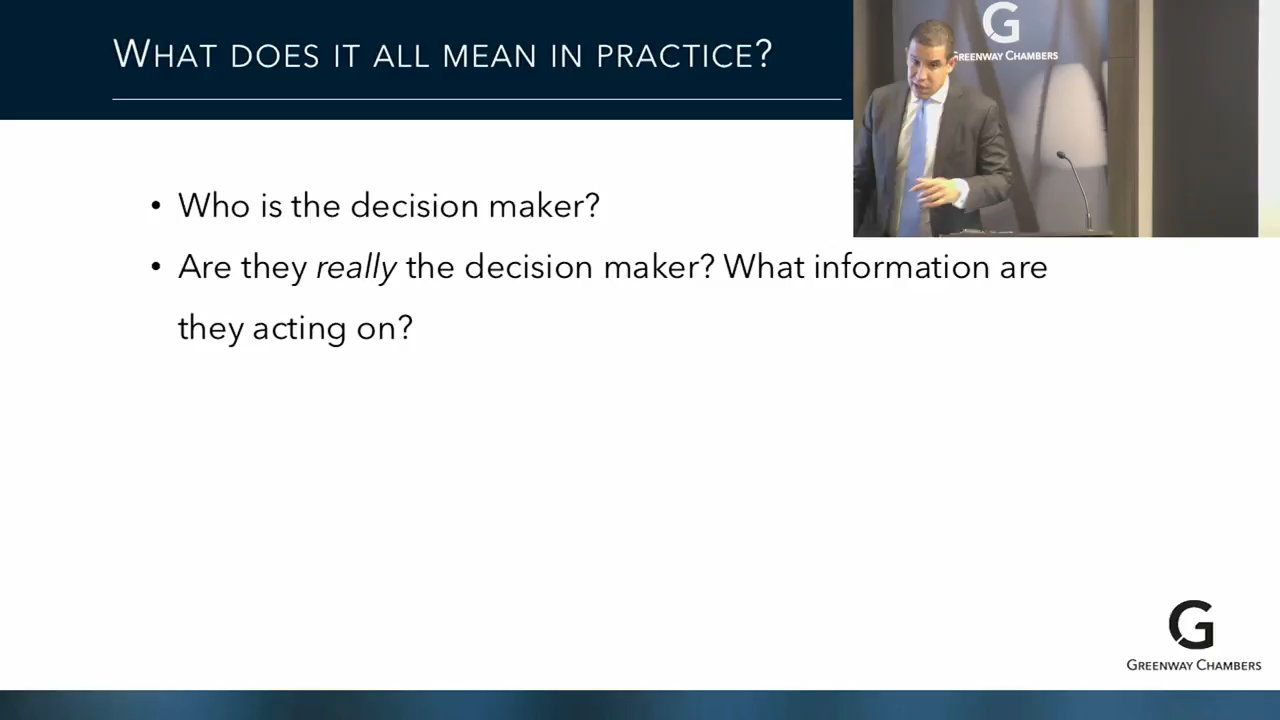 WHAT DOES IT ALL MEAN IN PRACTICE?
G
GREENWAY CHAMBERS
• Who is the decision maker?
• Are they really the decision maker? What information are
they acting on?
G
GREENWAY CHAMBERS